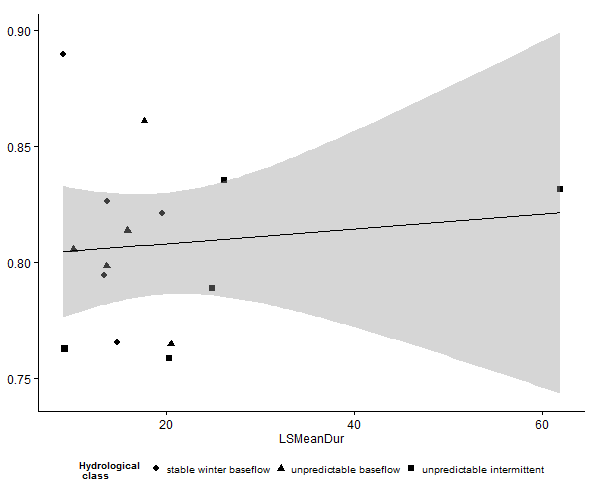 0.90
0.85
0.80
0.75
20 40 60
LSMeanDur
Hydrological
class
stable winter baseflow unpredictable baseflow unpredictable intermittent